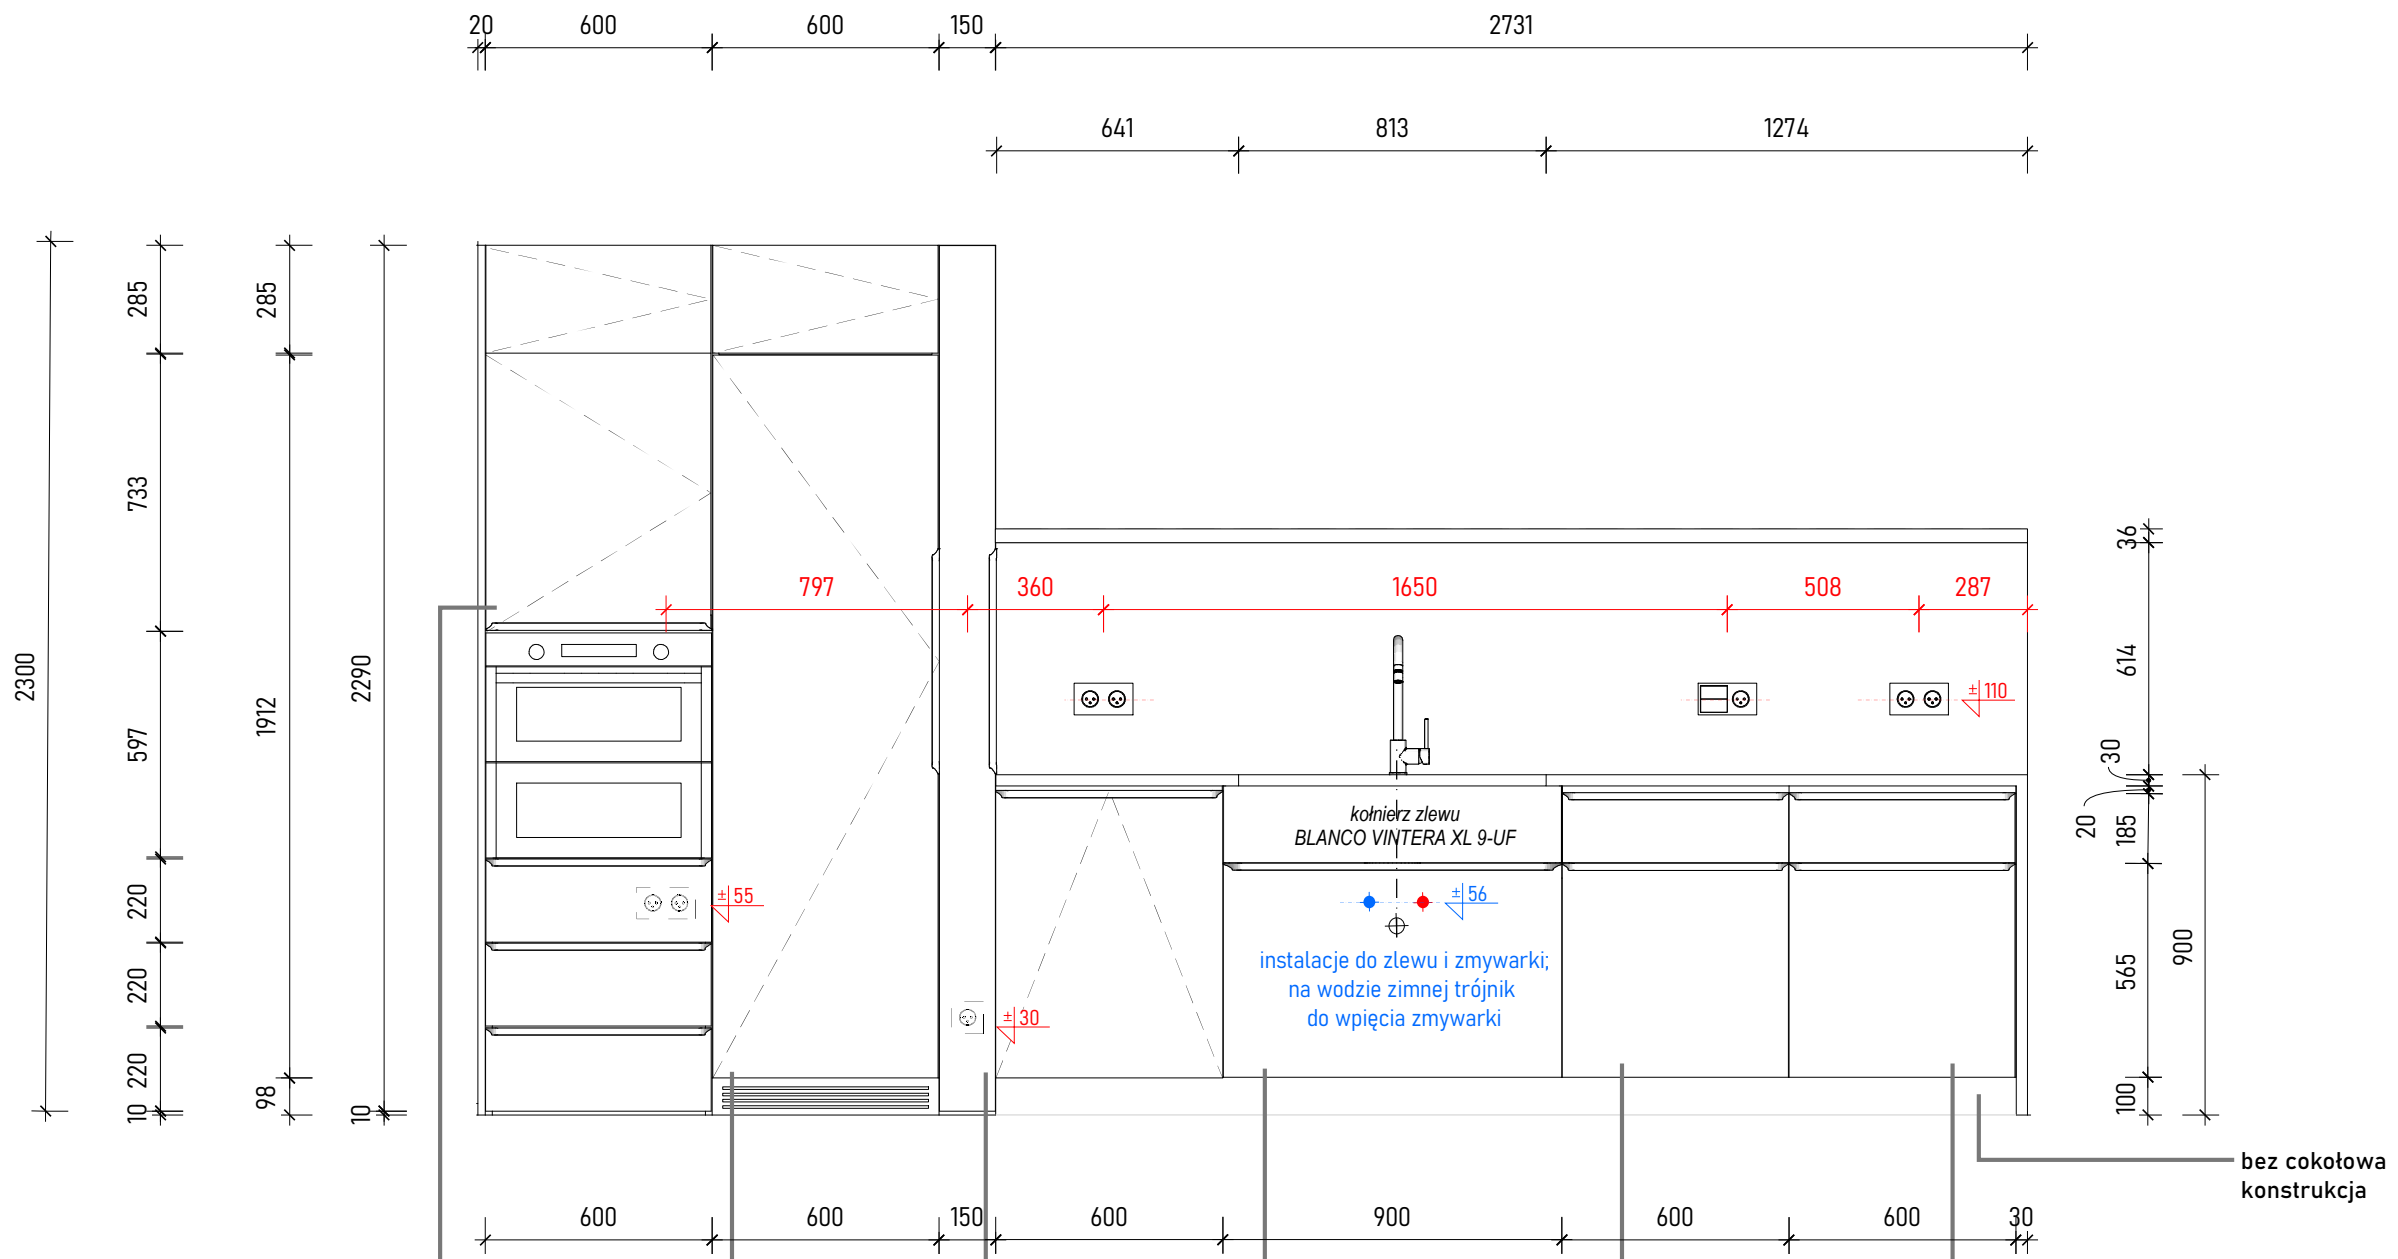 20 600 600 150 2731
641 813 1274
285 285
36
797 360 1650 508 287
733
614
2300 2290
± 110
1912
597
30
kołnierz zlewu
BLANCO VINTERA XL 9-UF
20 185
± 55 ± 56
220
900
instalacje do zlewu i zmywarki;
na wodzie zimnej trójnik
do wpięcia zmywarki
220 565
± 30
220 98 100
10 10
bez cokołowa
konstrukcja
600 600 150 600 900 600 600 30